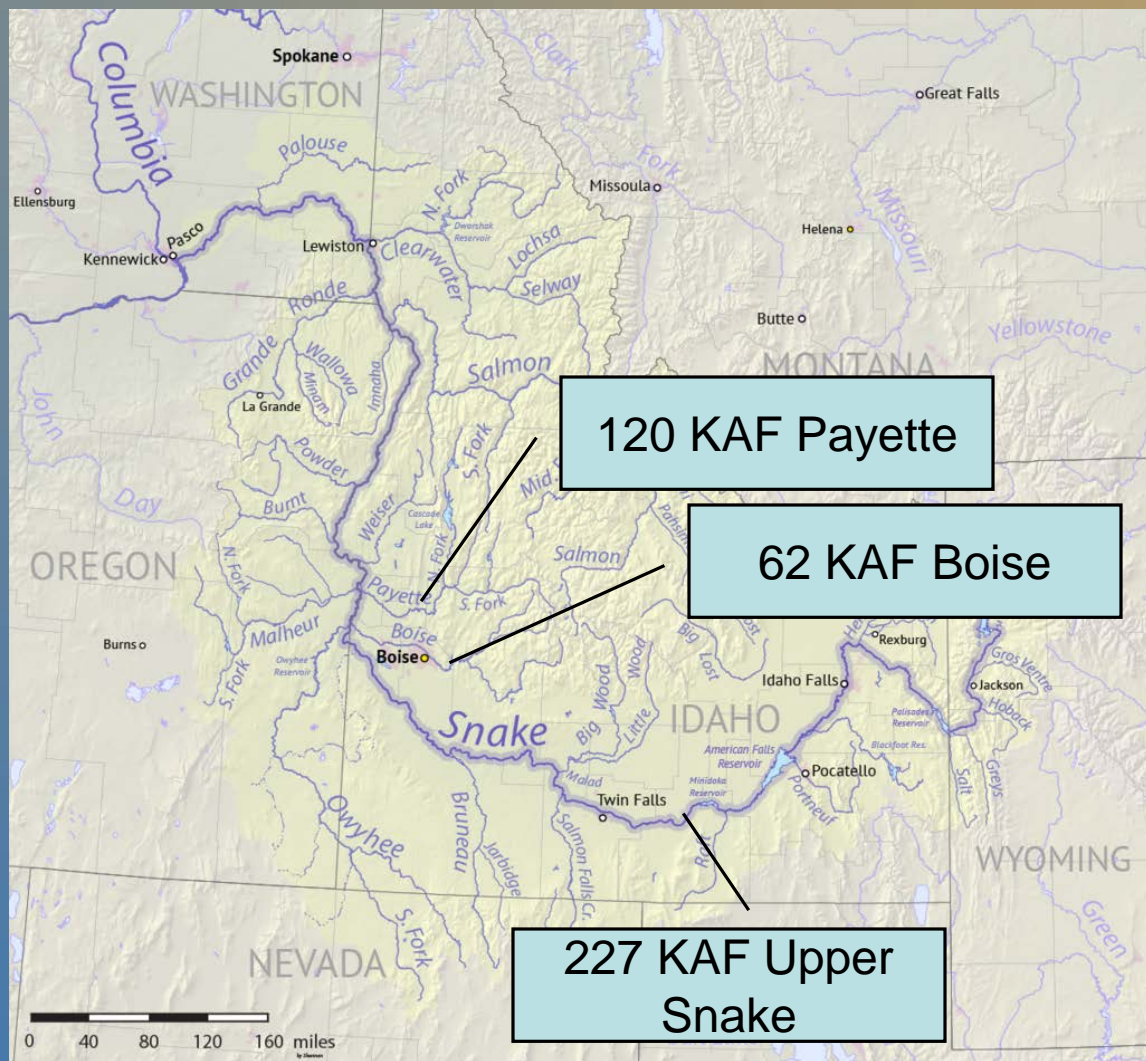 Columbia
Spokane
WASHINGTON
Clark
Fork
Great Falls
Palouse
Ellensburg
Missoula
Missouri
N. Fork
Dworshak
Reservoir
Helena
Pasco
Kennewick
Lewiston
Clearwater
Lochsa
Selway
Grande Ronde
Butte
Yellowstone
MONTANA
Wallowa
Minam
Imnaha
Salmon
La Grande
John Day
120 KAF Payette
S. Fork
Powder
Burnt
Weiser
Cascade
Lake
N. Fork
Salmon
62 KAF Boise
OREGON
N. Fork
Payette
S. Fork
Malheur
Boise
Burns
Boise
Owyhee
Reservoir
S. Fork
Big Lost
Rexburg
Gros Ventre
Idaho Falls
Jackson
Hoback
Big Wood
Little Wood
IDAHO
Palisades
Reservoir
Snake
American Falls
Reservoir
Blackfoot Res.
Malad
Minidoka
Reservoir
Pocatello
Portneuf
Salt
Greys
Twin Falls
Owyhee
Bruneau
Jarbidge
Salmon Falls Cr.
WYOMING
S. Fork
Green
227 KAF Upper
Snake
NEVADA
0 40 80 120 160 miles
by Shannon